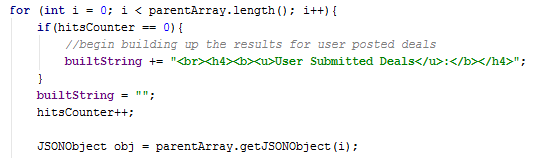 for (int i = 0; i < parentArray.length(); i++){
if(hitsCounter == 0){
//begin building up the results for user posted deals
builtString += "<br><h4><b><u>User Submitted Deals</u>:</b></h4>";
}
builtString = "";
hitsCounter++;
JSONObject obj = parentArray.getJSONObject(i);